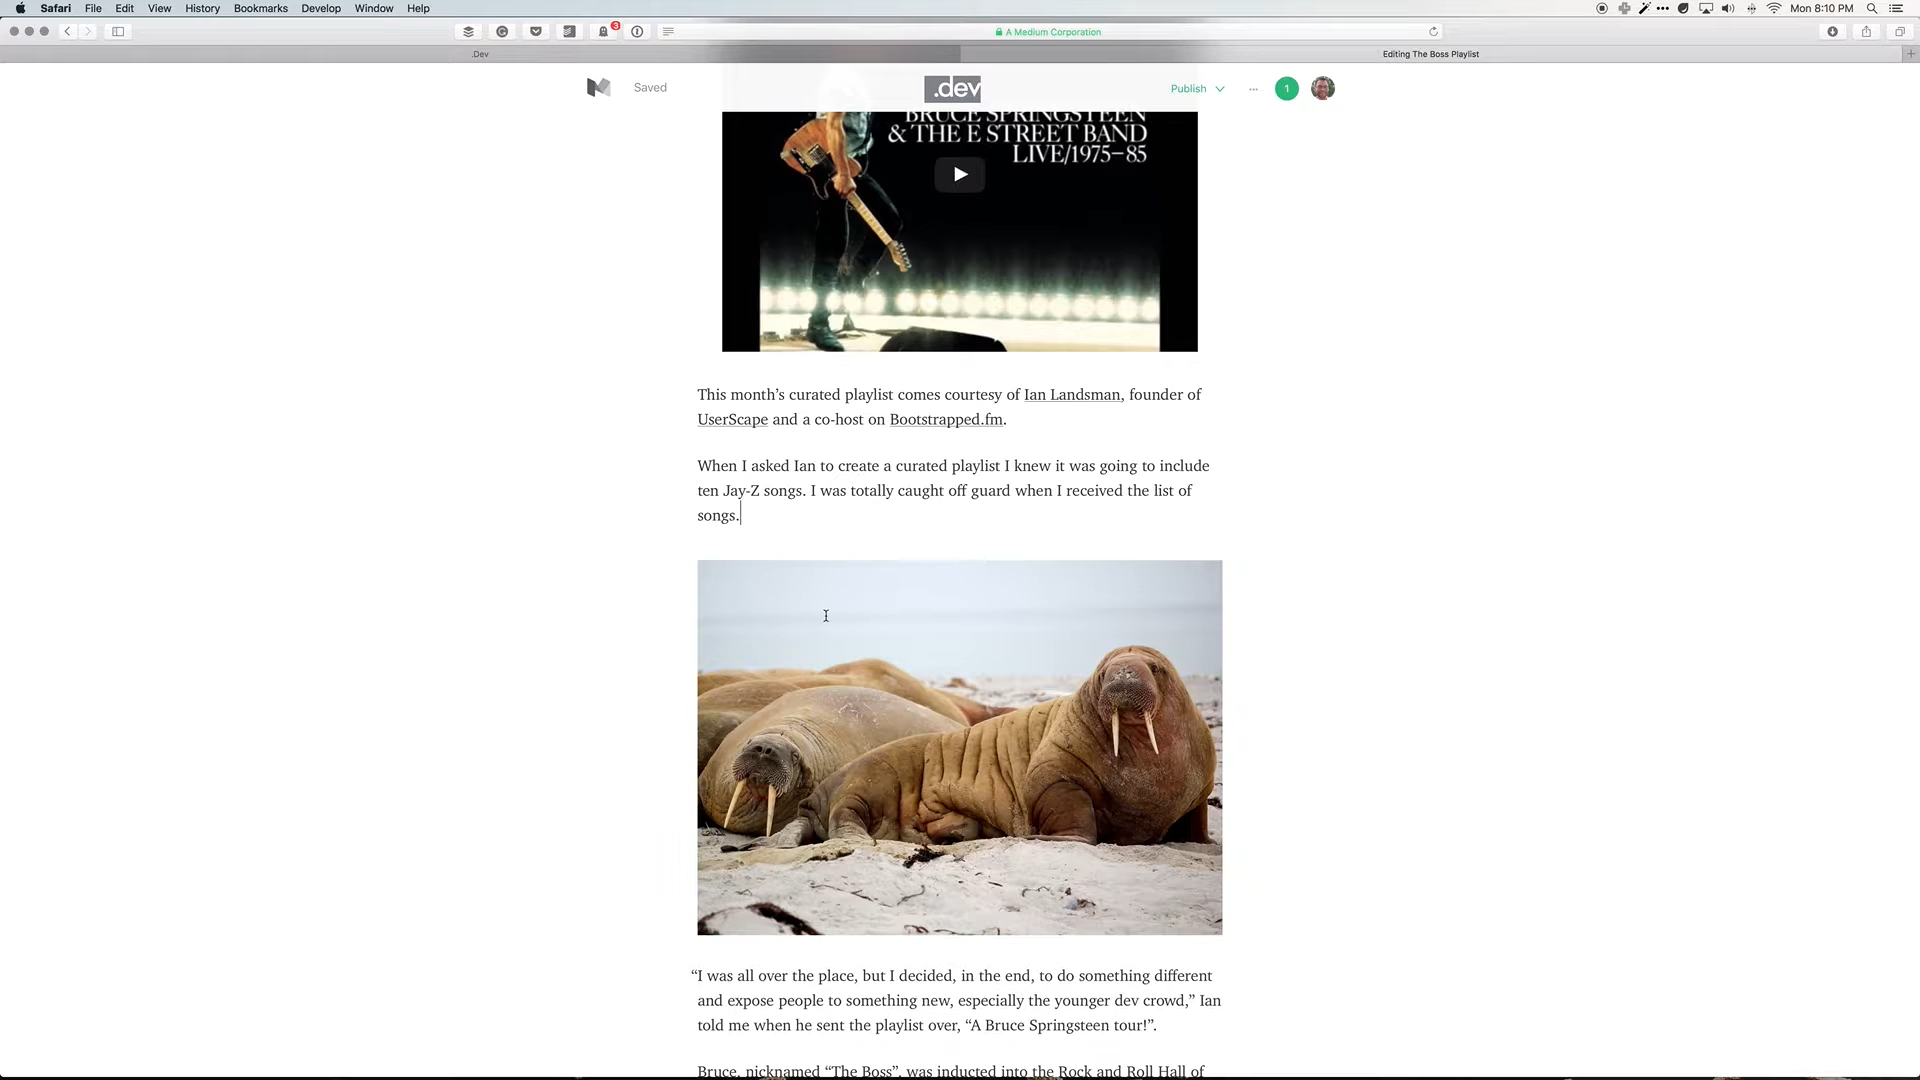 Safari File Edit View History Bookmarks Develop Window Help Mon 8:10 PM
3
A Medium Corporation
.Dev Editing The Boss Playlist
Saved .dev Publish 1
BRUCE SPRINGSTEEN
& THE E STREET BAND
LIVE/1975–85
This month’s curated playlist comes courtesy of Ian Landsman, founder of
UserScape and a co-host on Bootstrapped.fm.
When I asked Ian to create a curated playlist I knew it was going to include
ten Jay-Z songs. I was totally caught off guard when I received the list of
songs.
“I was all over the place, but I decided, in the end, to do something different
and expose people to something new, especially the younger dev crowd,” Ian
told me when he sent the playlist over, “A Bruce Springsteen tour!”.
Bruce, nicknamed “The Boss”, was inducted into the Rock and Roll Hall of